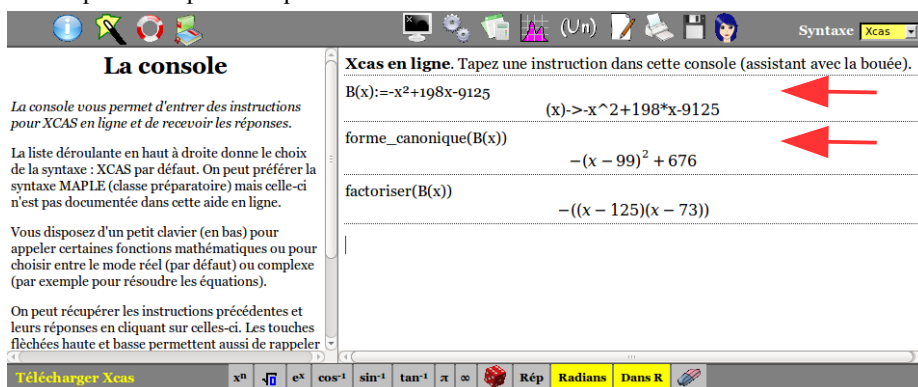 (Un)
Syntaxe Xcas
La console
La console vous permet d'entrer des instructions
pour XCAS en ligne et de recevoir les réponses.
La liste déroulante en haut à droite donne le choix
de la syntaxe : XCAS par défaut. On peut préférer la
syntaxe MAPLE (classe préparatoire) mais celle-ci
n'est pas documentée dans cette aide en ligne.
Vous disposez d'un petit clavier (en bas) pour
appeler certaines fonctions mathématiques ou pour
choisir entre le mode réel (par défaut) ou complexe
(par exemple pour résoudre les équations).
On peut récupérer les instructions précédentes et
leurs réponses en cliquant sur celles-ci. Les touches
flèchées haute et basse permettent aussi de rappeler
Xcas en ligne. Tapez une instruction dans cette console (assistant avec la bouée).
B(x):=-x²+198x-9125
(x)->-x^2+198*x-9125
forme_canonique(B(x))
−(x − 99)² + 676
factoriser(B(x))
−((x − 125)(x − 73))
Télécharger Xcas xⁿ √n eˣ cos⁻¹ sin⁻¹ tan⁻¹ π ∞ Rép Radians Dans R